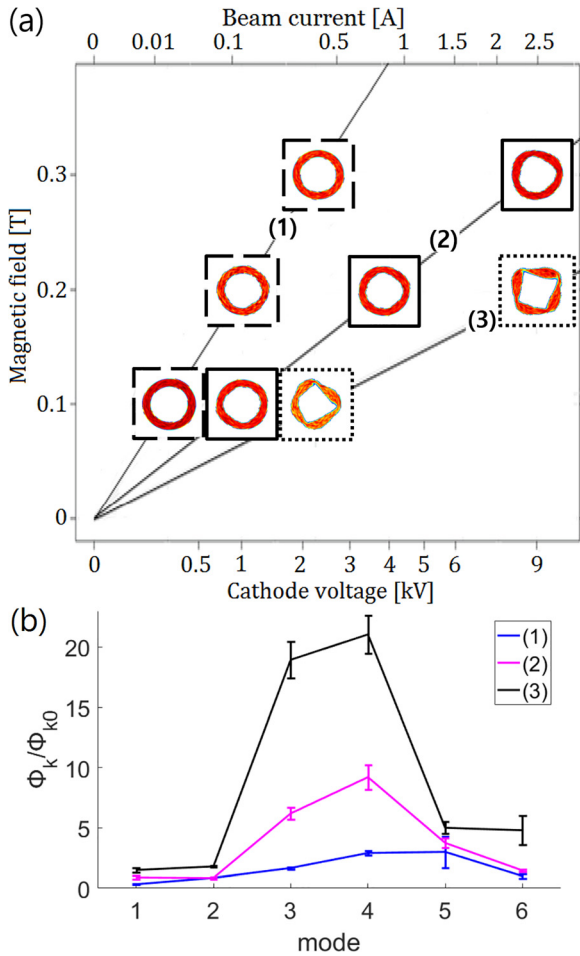 (a)
Beam current [A]
0 0.01 0.1 0.5 1 1.5 2 2.5
Magnetic field [T]
0.3
0.2
0.1
0
(1)
(2)
(3)
0 0.5 1 2 3 4 5 6 9
Cathode voltage [kV]
(b)
Φk/Φk0
20
15
10
5
0
(1)
(2)
(3)
1 2 3 4 5 6
mode